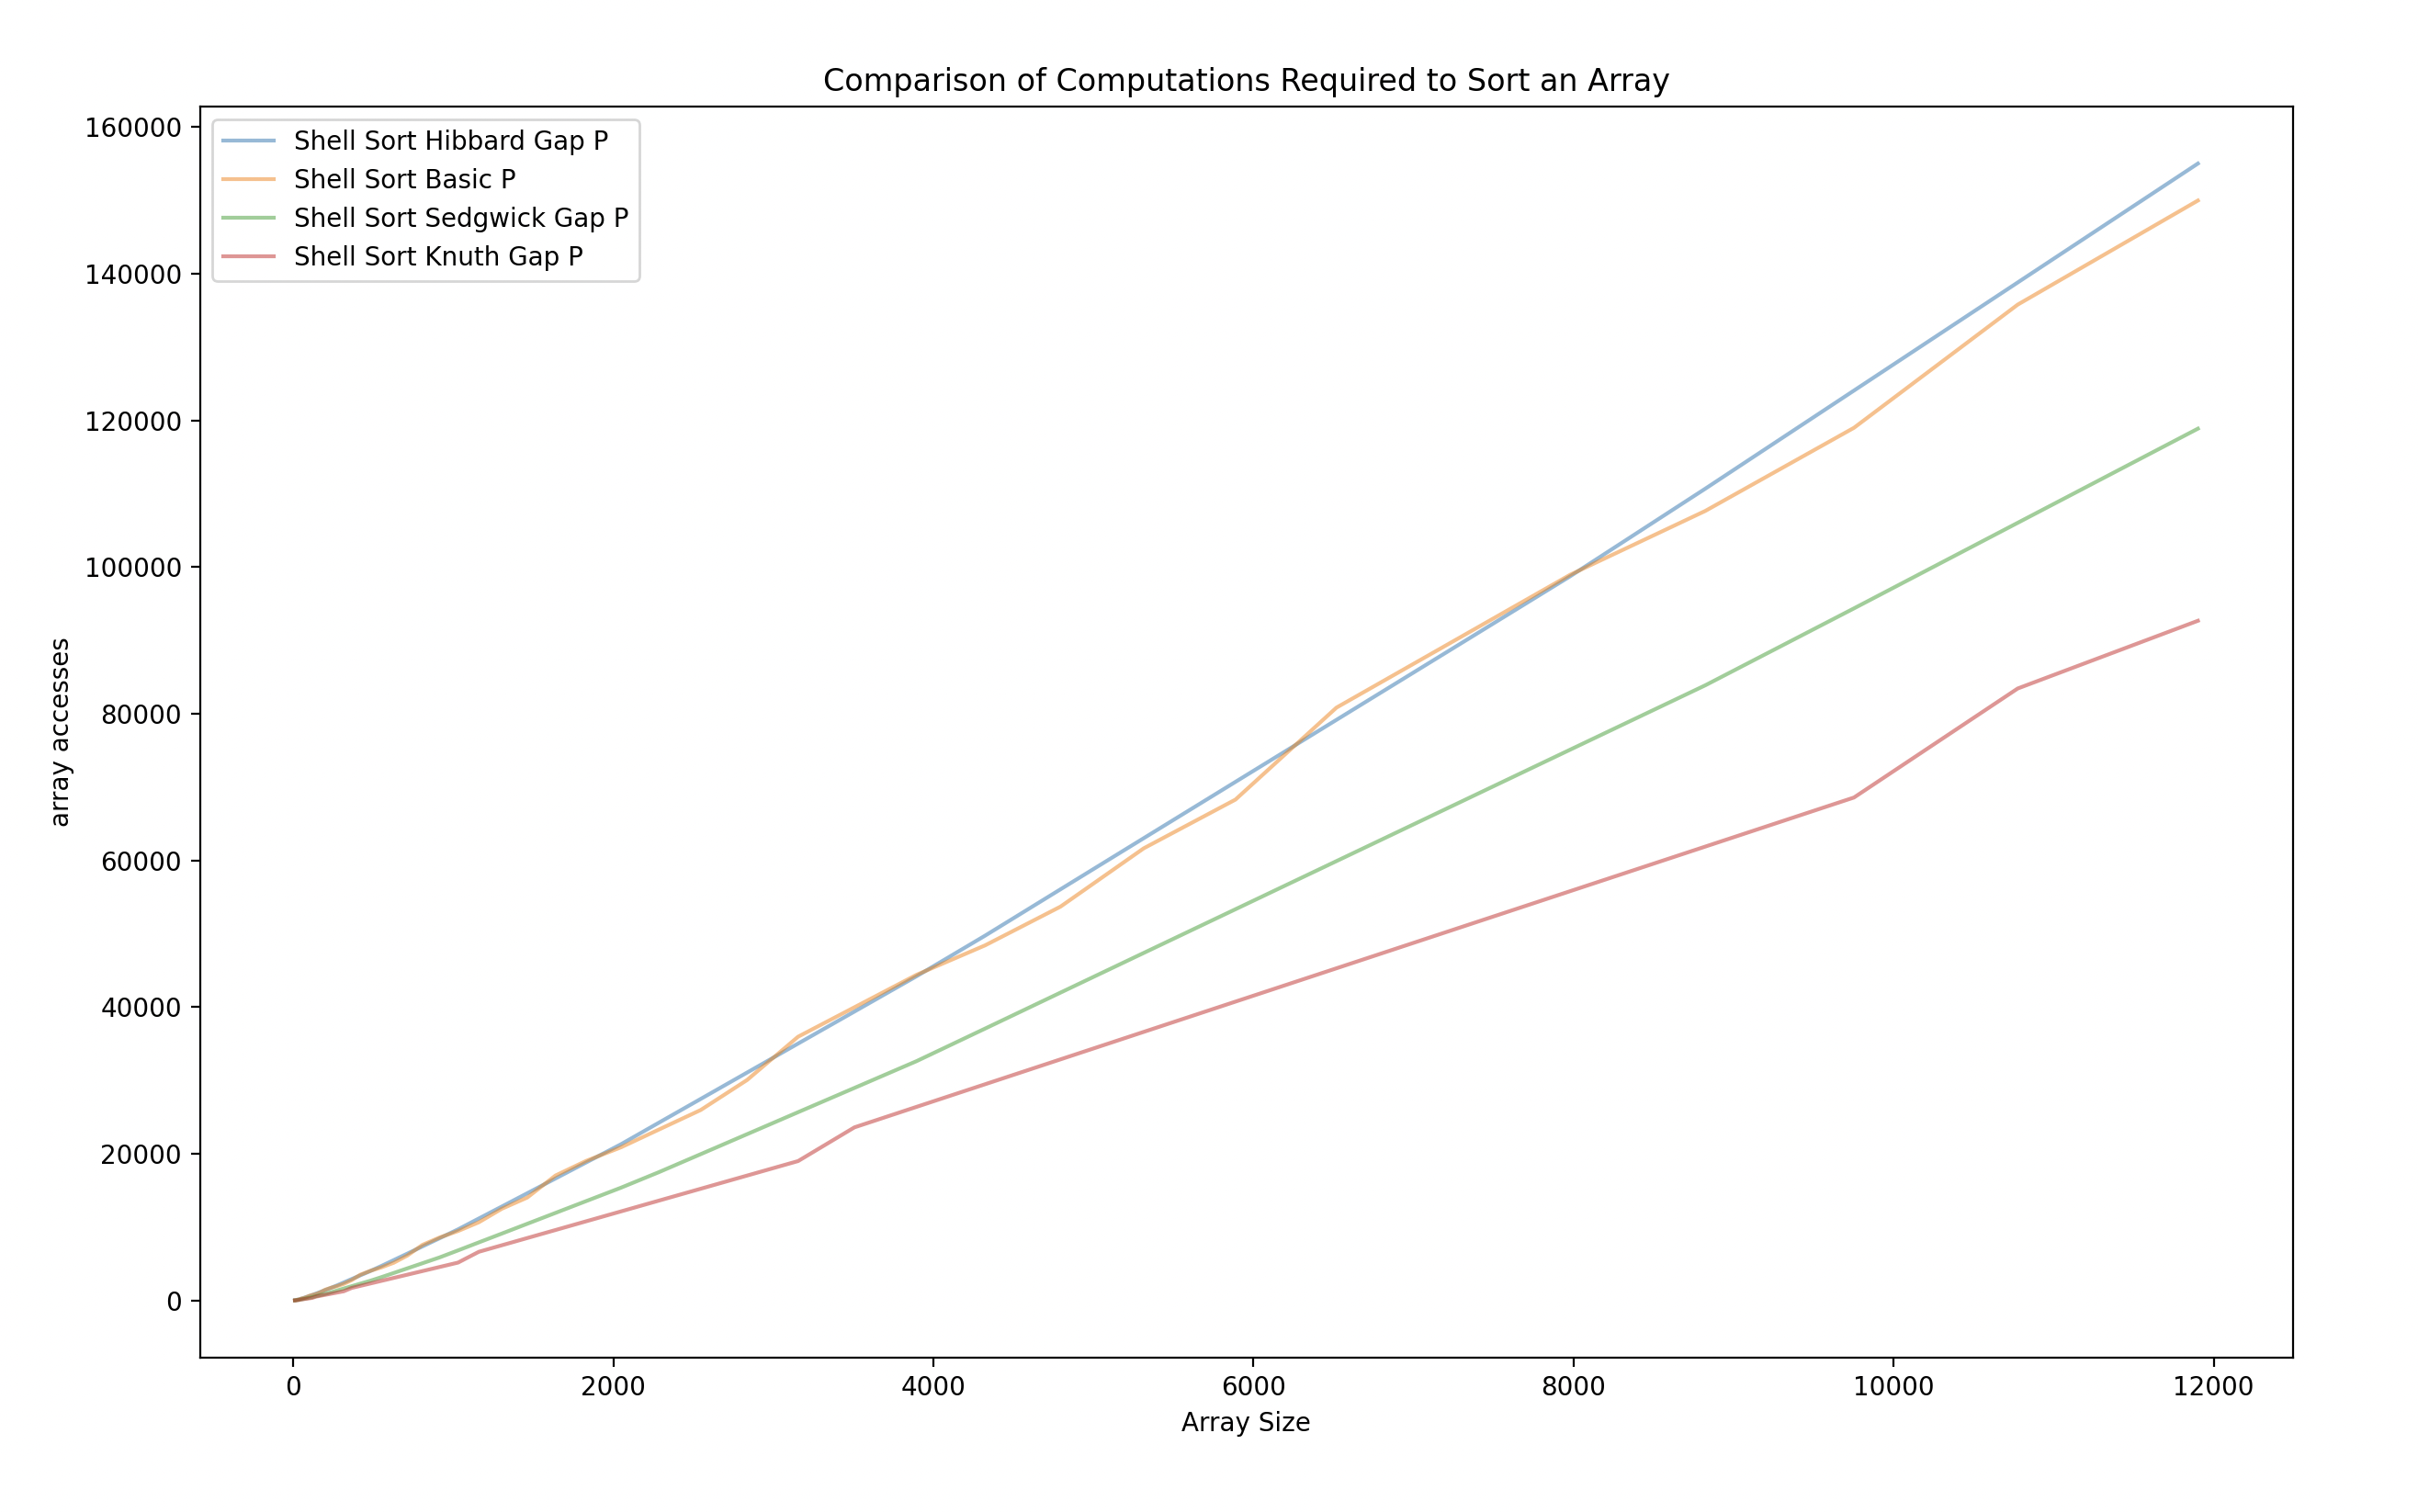 Comparison of Computations Required to Sort an Array
Shell Sort Hibbard Gap P
Shell Sort Basic P
Shell Sort Sedgwick Gap P
Shell Sort Knuth Gap P
160000
140000
120000
100000
80000
60000
40000
20000
0
array accesses
0 2000 4000 6000 8000 10000 12000
Array Size